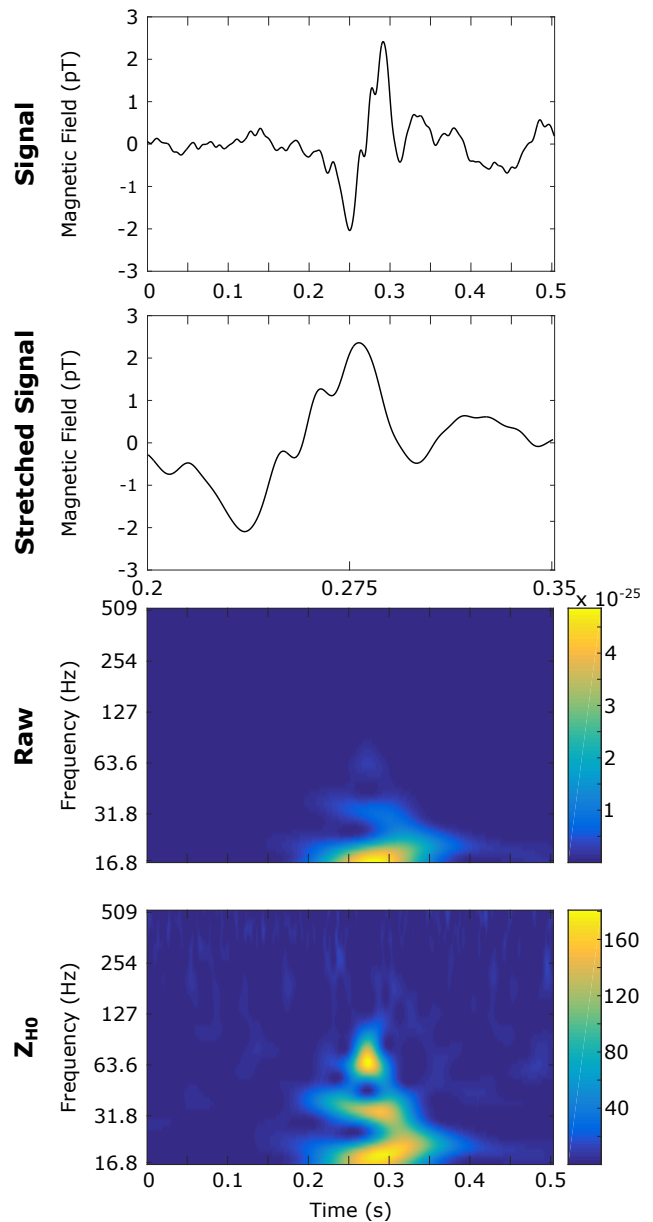 Signal
Magnetic Field (pT)
3
2
1
0
-1
-2
-3
0 0.1 0.2 0.3 0.4 0.5
Stretched Signal
Magnetic Field (pT)
3
2
1
0
-1
-2
-3
0.2 0.275 0.35
Raw
Frequency (Hz)
509
254
127
63.6
31.8
16.8
x 10-25
4
3
2
1
ZH0
Frequency (Hz)
509
254
127
63.6
31.8
16.8
0 0.1 0.2 0.3 0.4 0.5
Time (s)
160
120
80
40